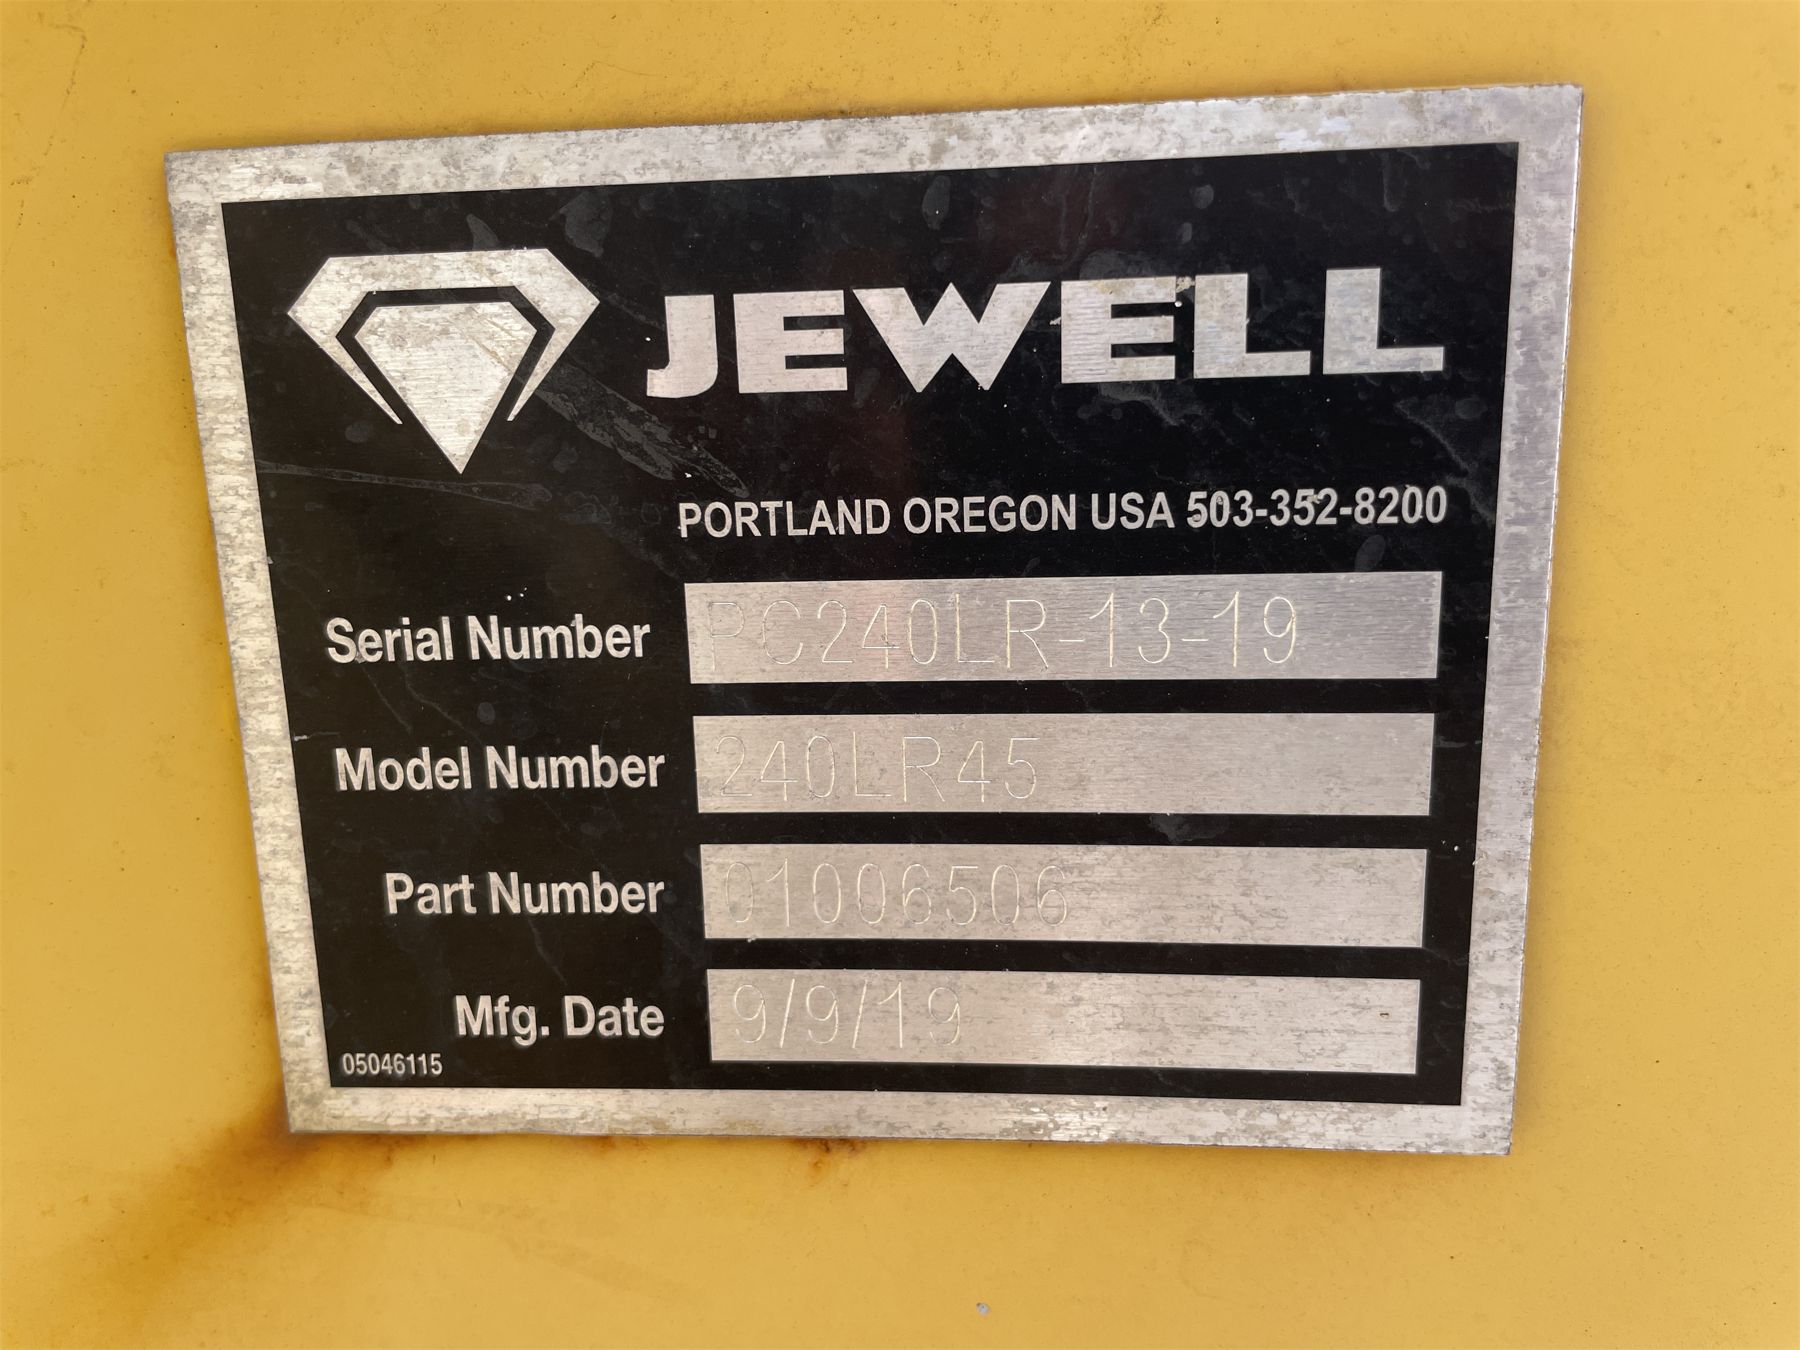 JEWELL
PORTLAND OREGON USA 503-352-8200
Serial Number PC240LR-13-19
Model Number 240LR45
Part Number 01006506
Mfg. Date 9/9/19
05046115